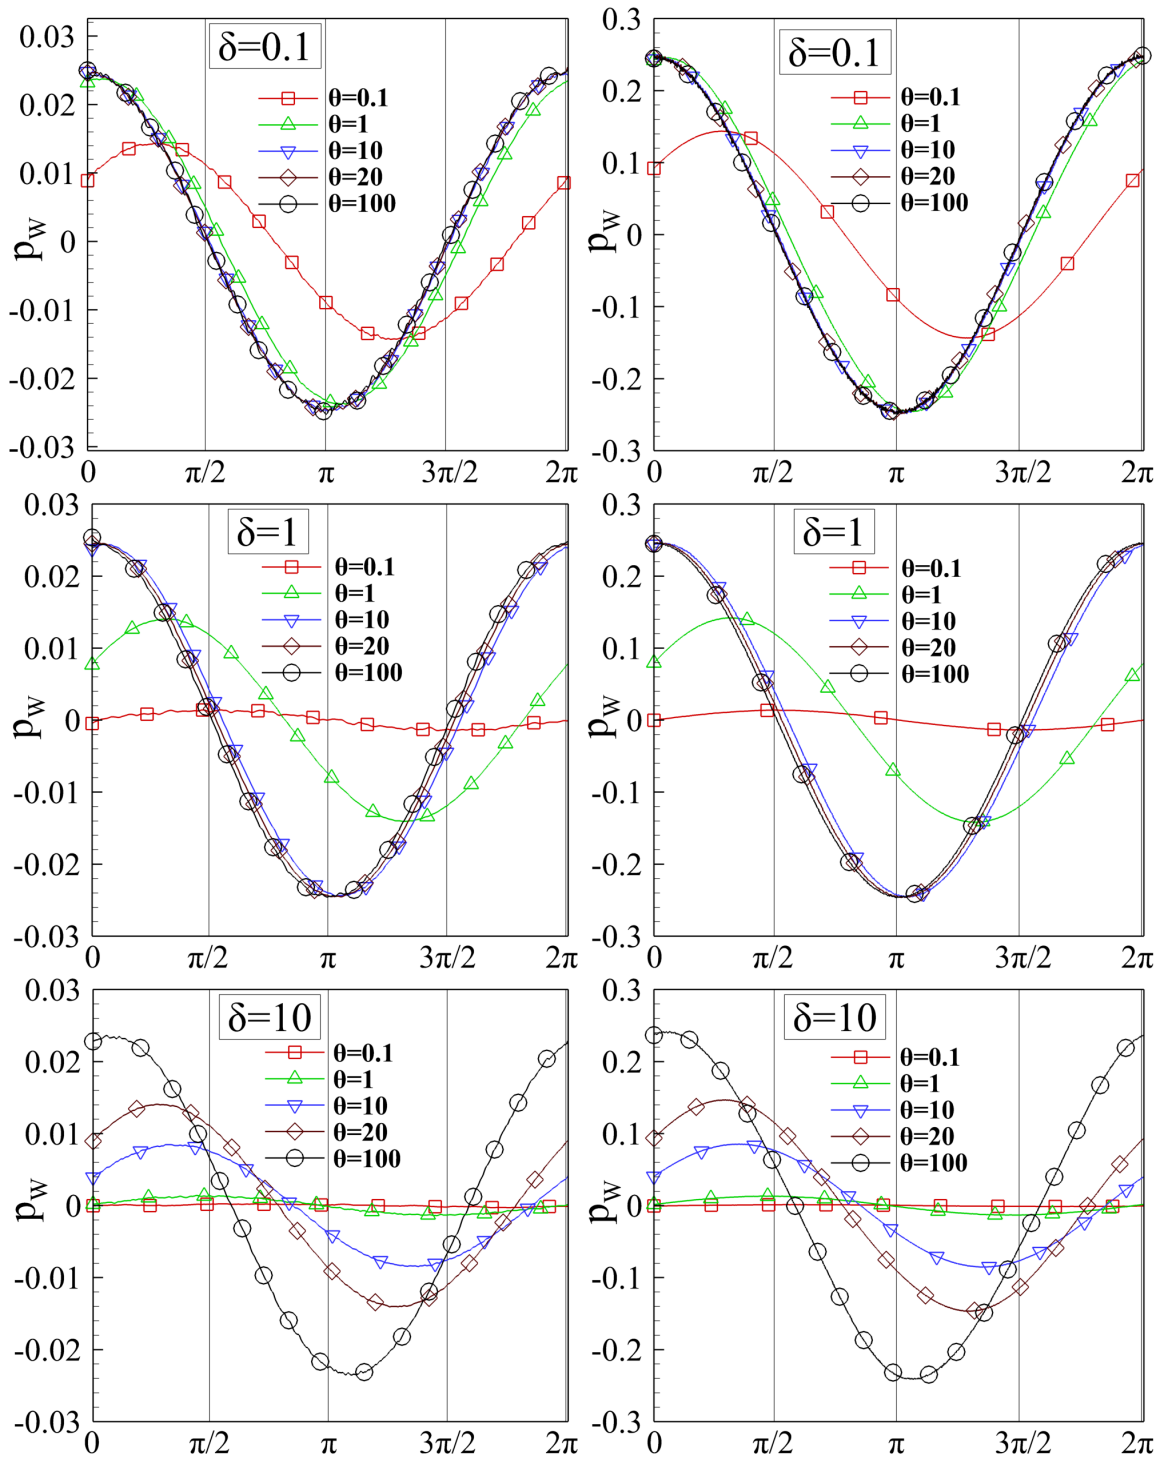 0.03
0.02
0.01
0
-0.01
-0.02
-0.03
p_w
δ=0.1
θ=0.1
θ=1
θ=10
θ=20
θ=100
0 π/2 π 3π/2 2π
0.3
0.2
0.1
0
-0.1
-0.2
-0.3
p_w
δ=0.1
θ=0.1
θ=1
θ=10
θ=20
θ=100
0 π/2 π 3π/2 2π
0.03
0.02
0.01
0
-0.01
-0.02
-0.03
p_w
δ=1
θ=0.1
θ=1
θ=10
θ=20
θ=100
0 π/2 π 3π/2 2π
0.3
0.2
0.1
0
-0.1
-0.2
-0.3
p_w
δ=1
θ=0.1
θ=1
θ=10
θ=20
θ=100
0 π/2 π 3π/2 2π
0.03
0.02
0.01
0
-0.01
-0.02
-0.03
p_w
δ=10
θ=0.1
θ=1
θ=10
θ=20
θ=100
0 π/2 π 3π/2 2π
0.3
0.2
0.1
0
-0.1
-0.2
-0.3
p_w
δ=10
θ=0.1
θ=1
θ=10
θ=20
θ=100
0 π/2 π 3π/2 2π